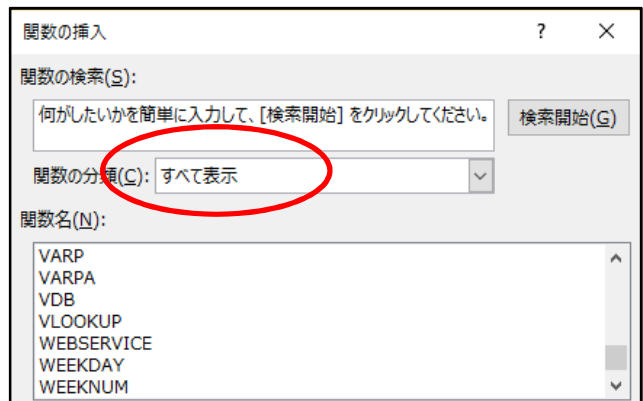 関数の挿入 ? ×
関数の検索(S):
何がしたいかを簡単に入力して、[検索開始] をクリックしてください。 検索開始(G)
関数の分類(C): すべて表示
関数名(N):
VARP
VARPA
VDB
VLOOKUP
WEBSERVICE
WEEKDAY
WEEKNUM